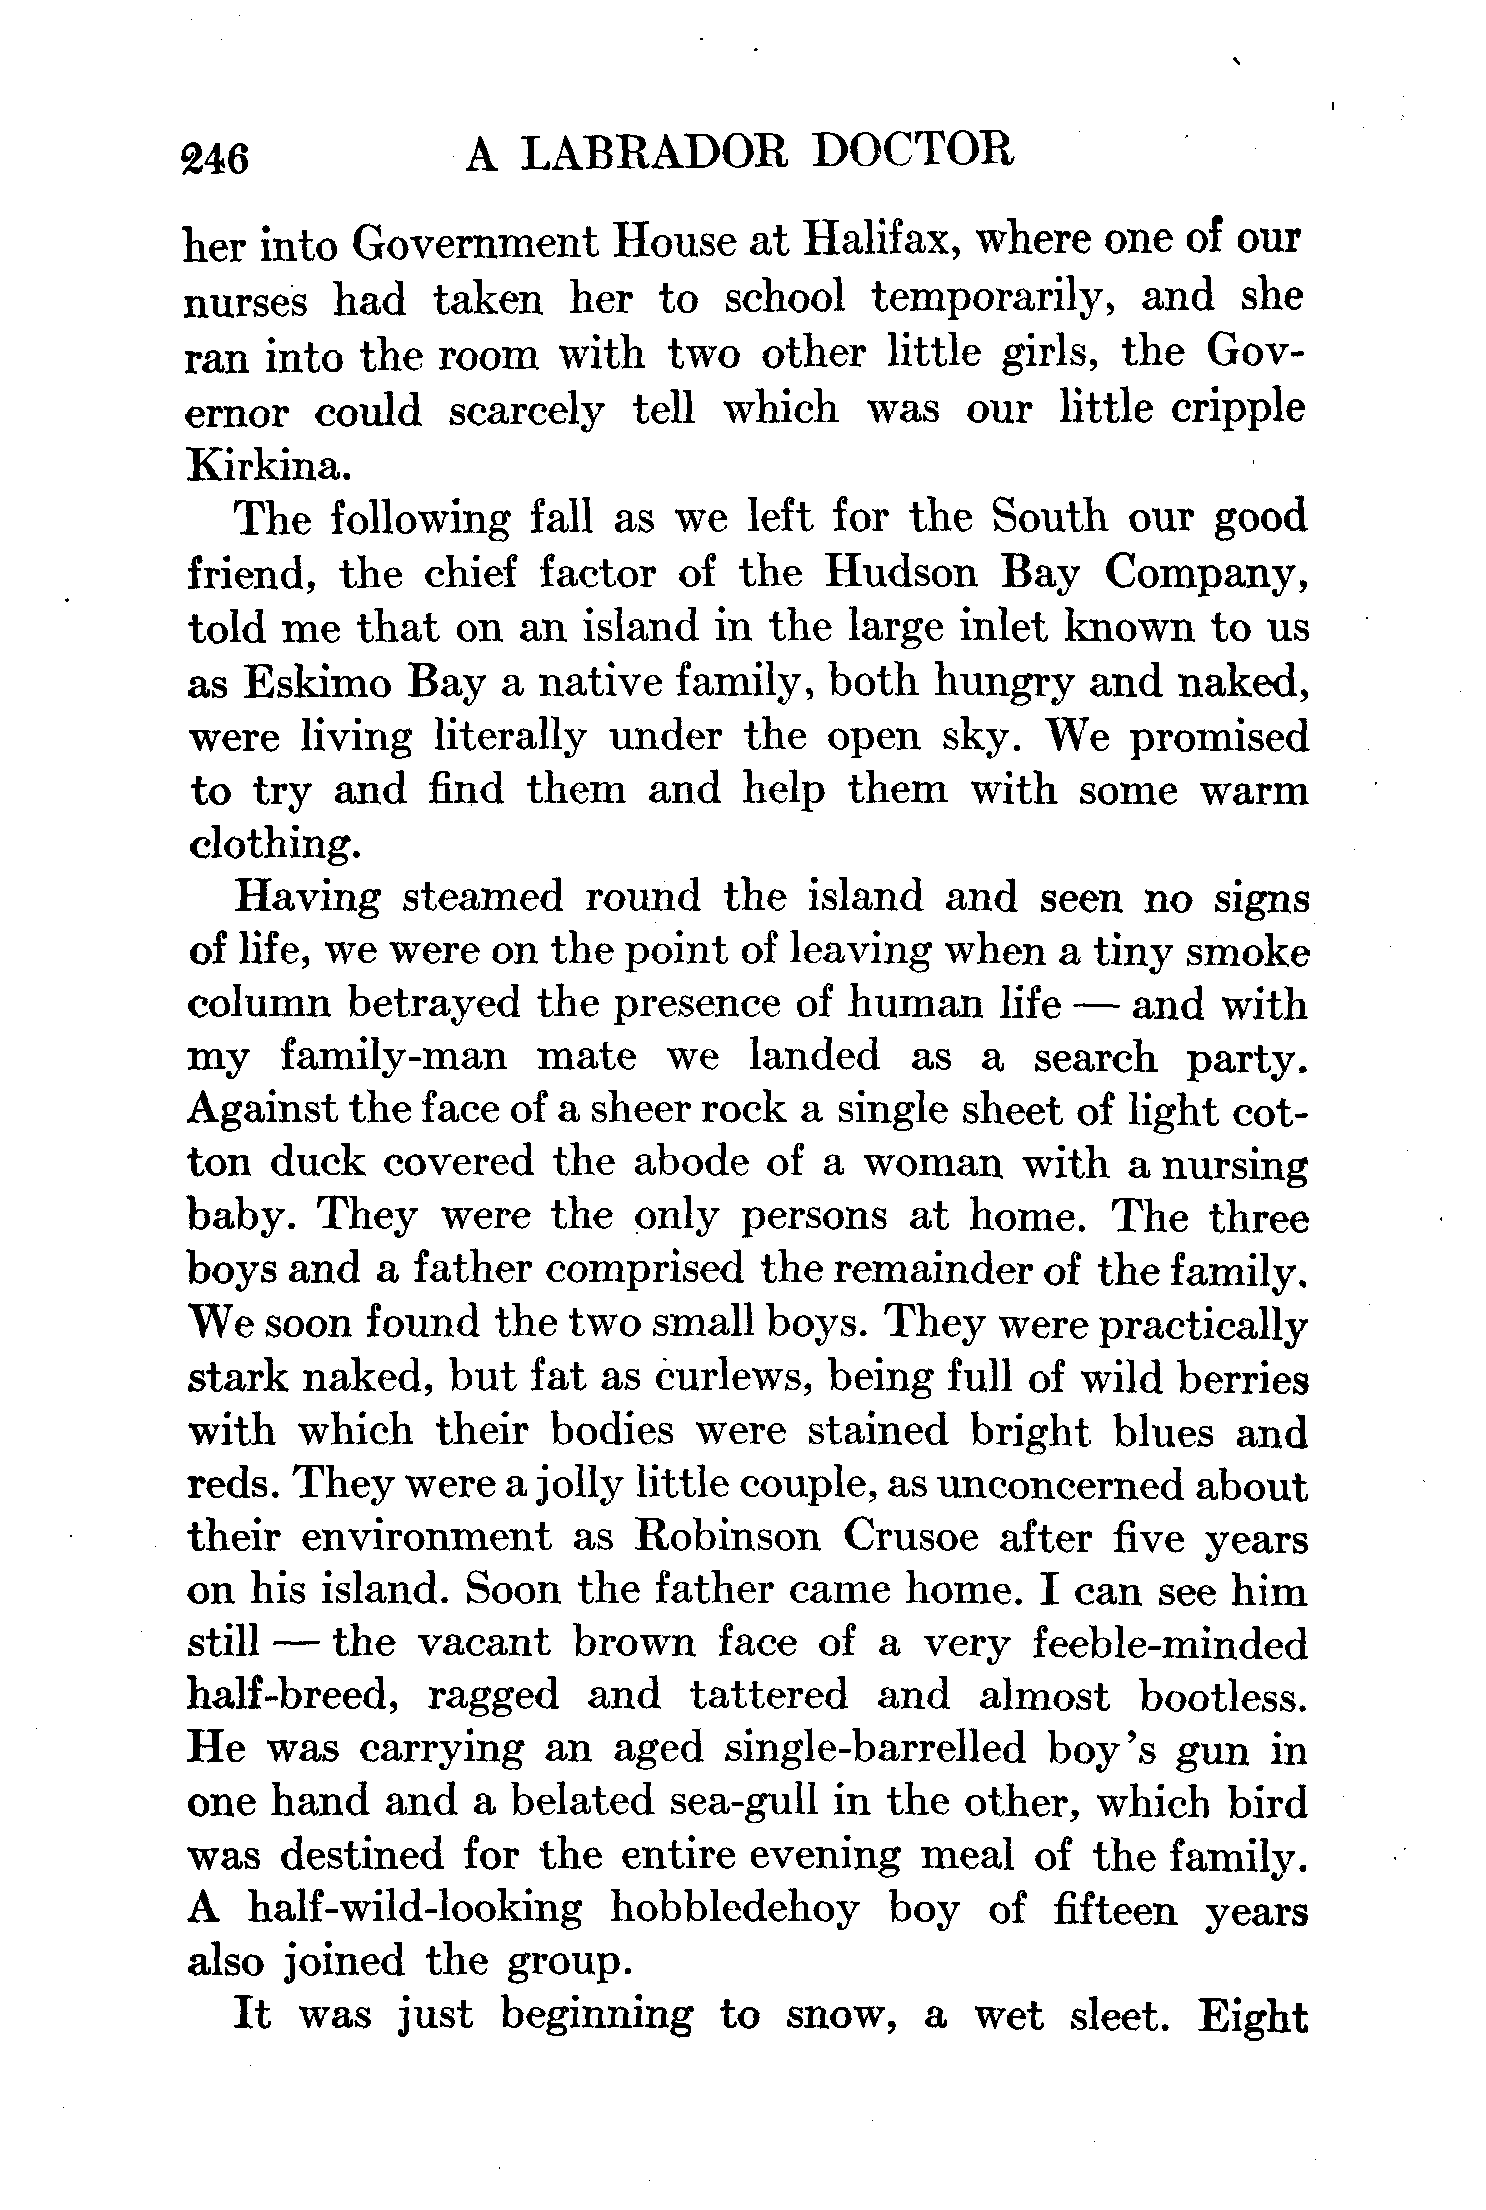 246 A LABRADOR DOCTOR
her into Government House at Halifax, where one of our
nurses had taken her to school temporarily, and she
ran into the room with two other little girls, the Gov-
ernor could scarcely tell which was our little cripple
Kirkina.
The following fall as we left for the South our good
friend, the chief factor of the Hudson Bay Company,
told me that on an island in the large inlet known to us
as Eskimo Bay a native family, both hungry and naked,
were living literally under the open sky. We promised
to try and find them and help them with some warm
clothing.
Having steamed round the island and seen no signs
of life, we were on the point of leaving when a tiny smoke
column betrayed the presence of human life — and with
my family-man mate we landed as a search party.
Against the face of a sheer rock a single sheet of light cot-
ton duck covered the abode of a woman with a nursing
baby. They were the only persons at home. The three
boys and a father comprised the remainder of the family.
We soon found the two small boys. They were practically
stark naked, but fat as curlews, being full of wild berries
with which their bodies were stained bright blues and
reds. They were a jolly little couple, as unconcerned about
their environment as Robinson Crusoe after five years
on his island. Soon the father came home. I can see him
still — the vacant brown face of a very feeble-minded
half-breed, ragged and tattered and almost bootless.
He was carrying an aged single-barrelled boy's gun in
one hand and a belated sea-gull in the other, which bird
was destined for the entire evening meal of the family.
A half-wild-looking hobbledehoy boy of fifteen years
also joined the group.
It was just beginning to snow, a wet sleet. Eight